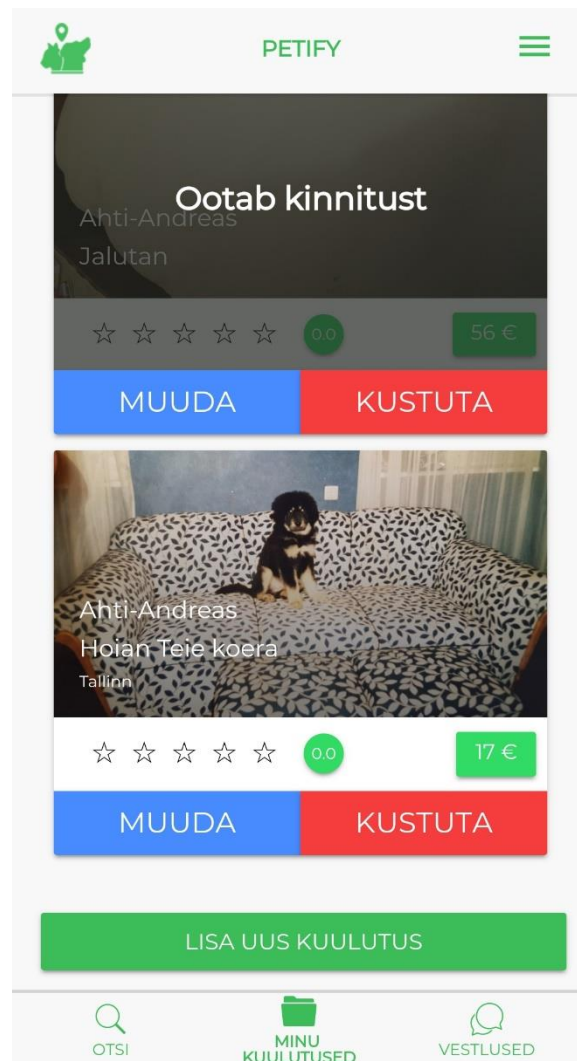 PETIFY
Ootab kinnitust
Ahti-Andreas
Jalutan
0.0
56 €
MUUDA
KUSTUTA
Ahti-Andreas
Hoian Teie koera
Tallinn
0.0
17 €
MUUDA
KUSTUTA
LISA UUS KUULUTUS
OTSI
MINU
KUULUTUSED
VESTLUSED